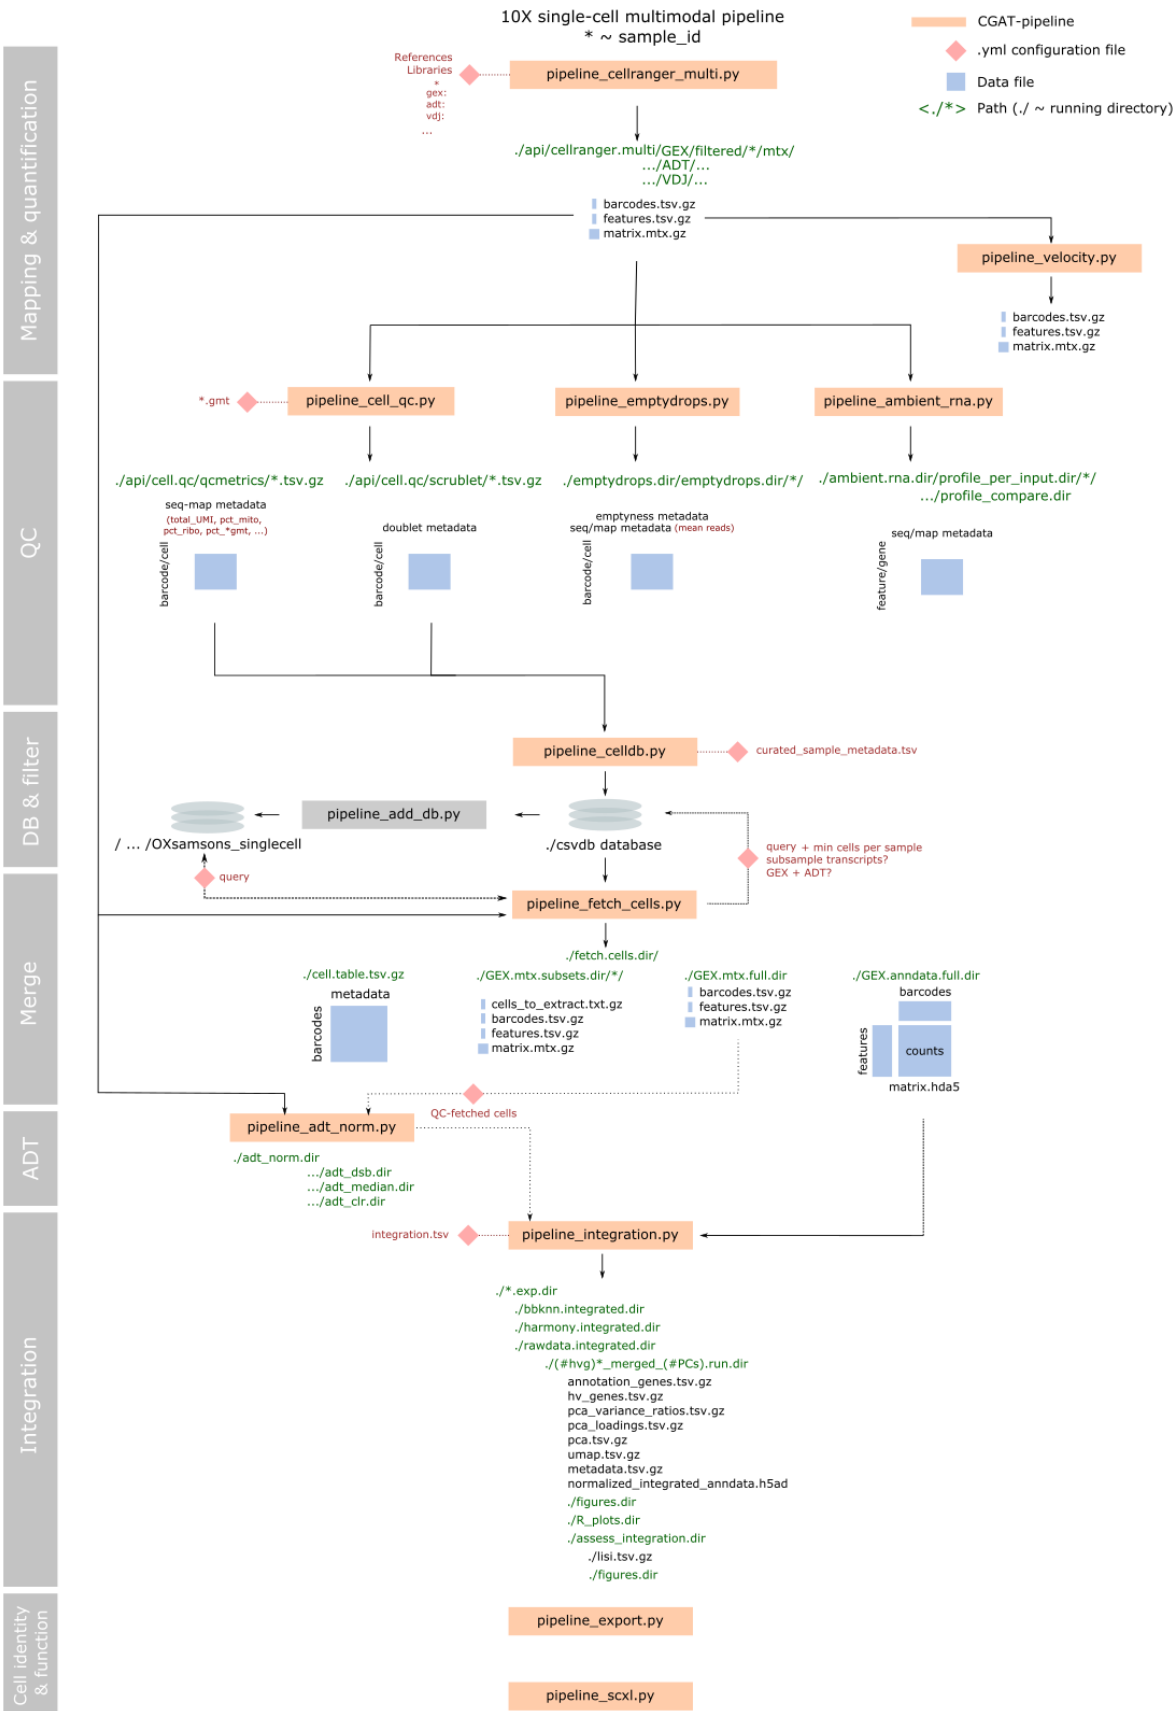 10X single-cell multimodal pipeline
* ~ sample_id
CGAT-pipeline
.yml configuration file
Data file
<./*> Path (./ ~ running directory)
Mapping & quantification
References
Libraries
*
gex:
adt:
vdj:
...
pipeline_cellranger_multi.py
./api/cellranger.multi/GEX/filtered/*/mtx/
.../ADT/...
.../VDJ/...
barcodes.tsv.gz
features.tsv.gz
matrix.mtx.gz
pipeline_velocity.py
barcodes.tsv.gz
features.tsv.gz
matrix.mtx.gz
QC
*.gmt
pipeline_cell_qc.py
pipeline_emptydrops.py
pipeline_ambient_rna.py
./api/cell.qc/qcmetrics/*.tsv.gz
./api/cell.qc/scrublet/*.tsv.gz
./emptydrops.dir/emptydrops.dir/*/
./ambient.rna.dir/profile_per_input.dir/*/
.../profile_compare.dir
seq-map metadata
(total_UMI, pct_mito,
pct_ribo, pct_*gmt, ...)
barcode/cell
doublet metadata
barcode/cell
emptyness metadata
seq/map metadata (mean reads)
barcode/cell
seq/map metadata
feature/gene
DB & filter
pipeline_celldb.py
curated_sample_metadata.tsv
pipeline_add_db.py
/ ... /OXsamsons_singlecell
./csvdb database
query + min cells per sample
subsample transcripts?
GEX + ADT?
query
Merge
pipeline_fetch_cells.py
./fetch.cells.dir/
./cell.table.tsv.gz
metadata
barcodes
./GEX.mtx.subsets.dir/*/
cells_to_extract.txt.gz
barcodes.tsv.gz
features.tsv.gz
matrix.mtx.gz
./GEX.mtx.full.dir
barcodes.tsv.gz
features.tsv.gz
matrix.mtx.gz
./GEX.anndata.full.dir
barcodes
features
counts
matrix.hda5
QC-fetched cells
ADT
pipeline_adt_norm.py
./adt_norm.dir
.../adt_dsb.dir
.../adt_median.dir
.../adt_clr.dir
Integration
integration.tsv
pipeline_integration.py
./*.exp.dir
./bbknn.integrated.dir
./harmony.integrated.dir
./rawdata.integrated.dir
./(#hvg)*_merged_(#PCs).run.dir
annotation_genes.tsv.gz
hv_genes.tsv.gz
pca_variance_ratios.tsv.gz
pca_loadings.tsv.gz
pca.tsv.gz
umap.tsv.gz
metadata.tsv.gz
normalized_integrated_anndata.h5ad
./figures.dir
./R_plots.dir
./assess_integration.dir
./lisi.tsv.gz
./figures.dir
Cell identity
& function
pipeline_export.py
pipeline_scxl.py